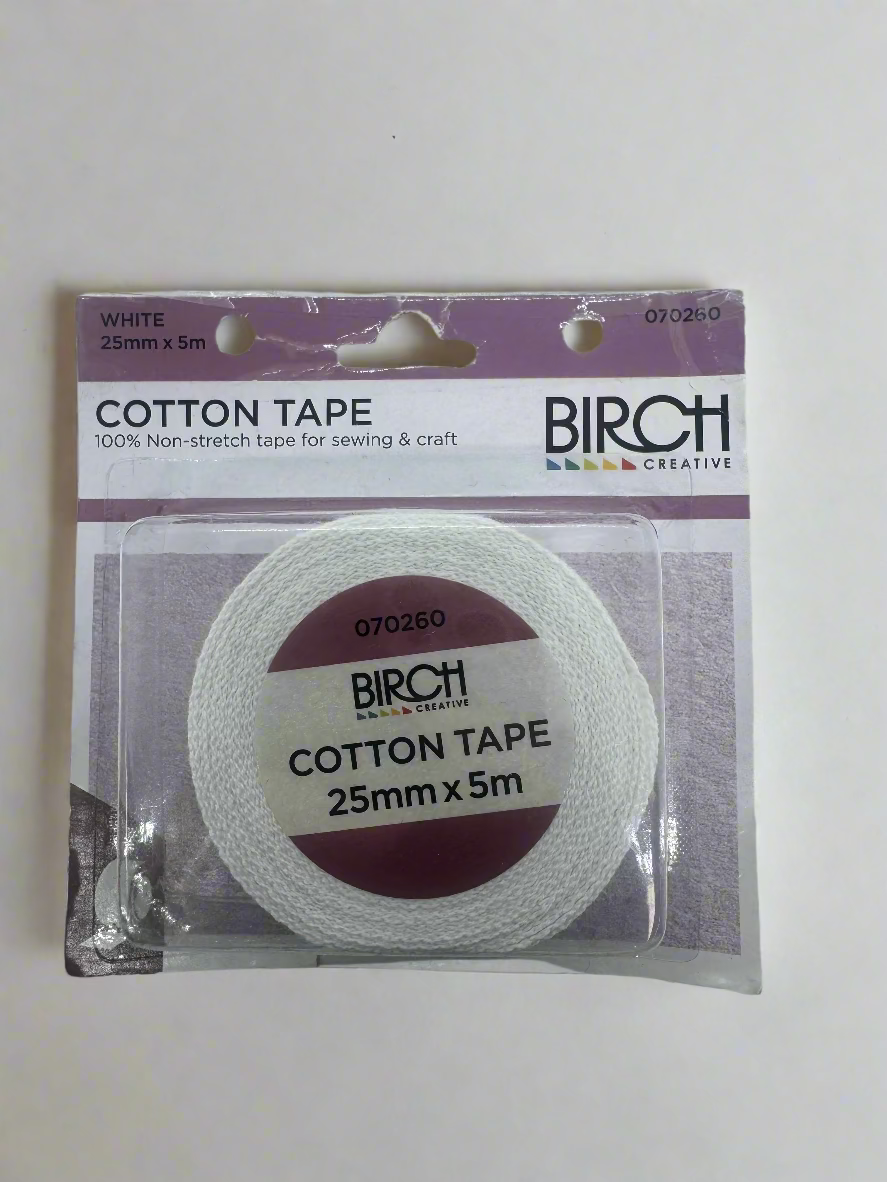 WHITE
25mm x 5m
070260
COTTON TAPE
100% Non-stretch tape for sewing & craft
BIRCH
CREATIVE
070260
BIRCH
CREATIVE
COTTON TAPE
25mm x 5m